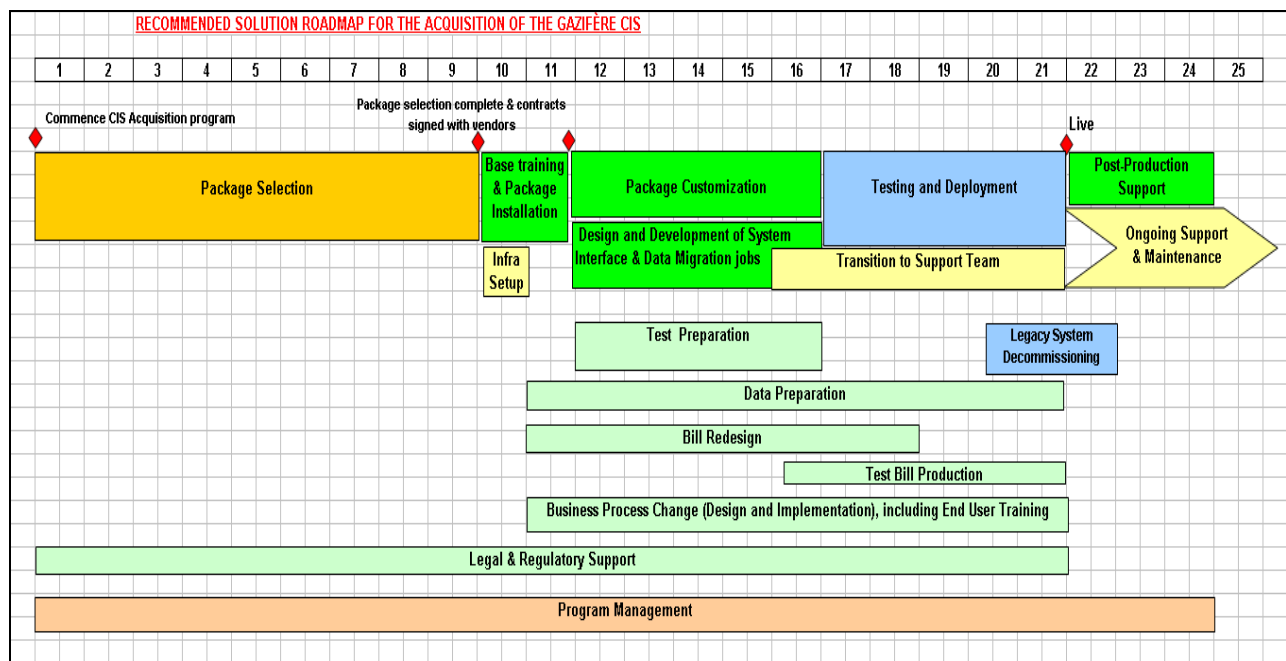 RECOMMENDED SOLUTION ROADMAP FOR THE ACQUISITION OF THE GAZIFÈRE CIS
1 2 3 4 5 6 7 8 9 10 11 12 13 14 15 16 17 18 19 20 21 22 23 24 25
Commence CIS Acquisition program
Package selection complete & contracts
signed with vendors
Live
Package Selection
Base training
& Package
Installation
Package Customization
Testing and Deployment
Post-Production
Support
Design and Development of System
Interface & Data Migration jobs
Infra
Setup
Transition to Support Team
Ongoing Support
& Maintenance
Test Preparation
Legacy System
Decommissioning
Data Preparation
Bill Redesign
Test Bill Production
Business Process Change (Design and Implementation), including End User Training
Legal & Regulatory Support
Program Management